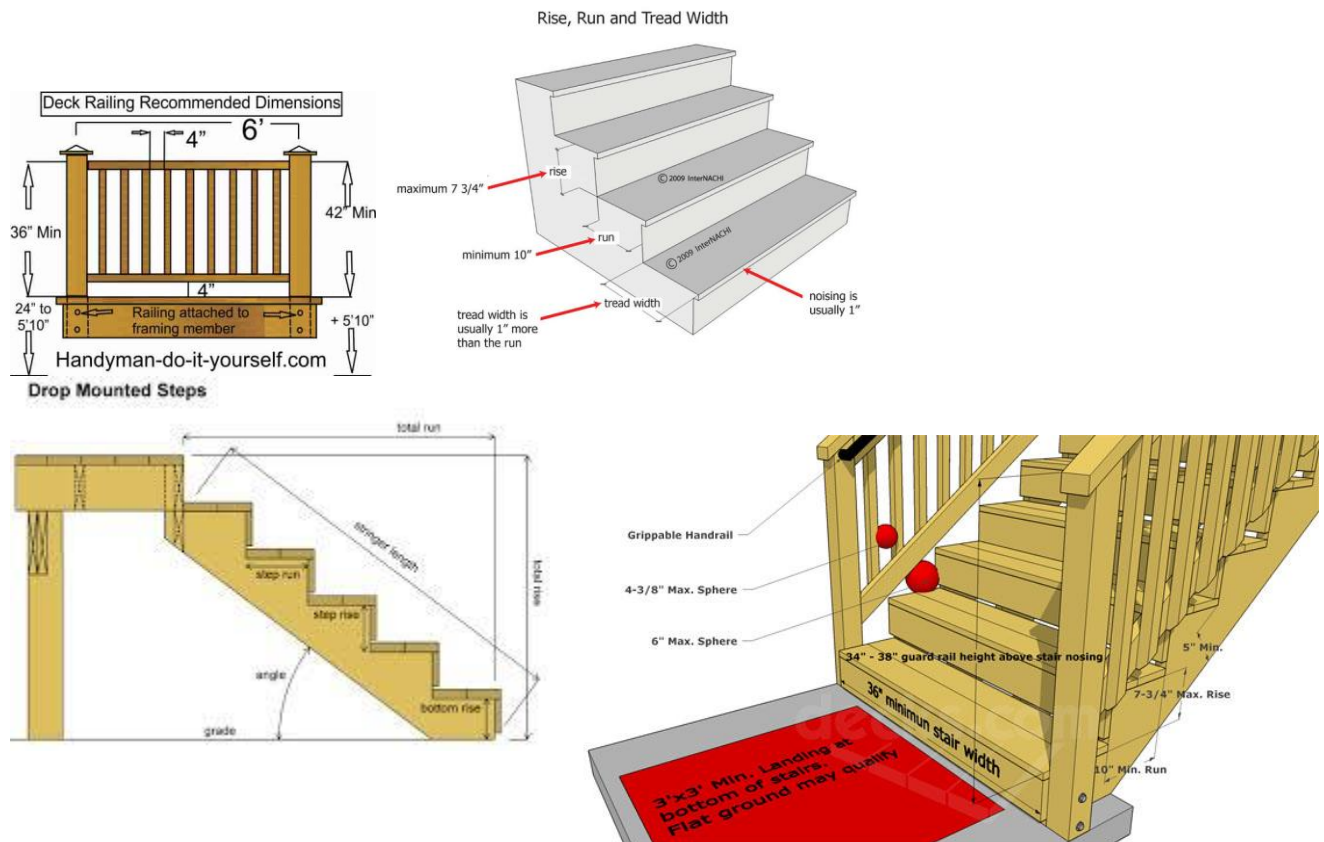 Deck Railing Recommended Dimensions
6'
4"
36" Min
42" Min
4"
24" to
5'10"
Railing attached to
framing member
+ 5'10"
Handyman-do-it-yourself.com
Rise, Run and Tread Width
rise
maximum 7 3/4"
© 2009 InterNACHI
run
minimum 10"
© 2009 InterNACHI
tread width
tread width is
usually 1" more
than the run
noising is
usually 1"
Drop Mounted Steps
total run
stringer length
total rise
step run
step rise
angle
bottom rise
grade
Grippable Handrail
4-3/8" Max. Sphere
6" Max. Sphere
34" - 38" guard rail height above stair nosing
5" Min.
7-3/4" Max. Rise
36" minimun stair width
10" Min. Run
3'x3' Min. Landing at
bottom of stairs.
Flat ground may qualify